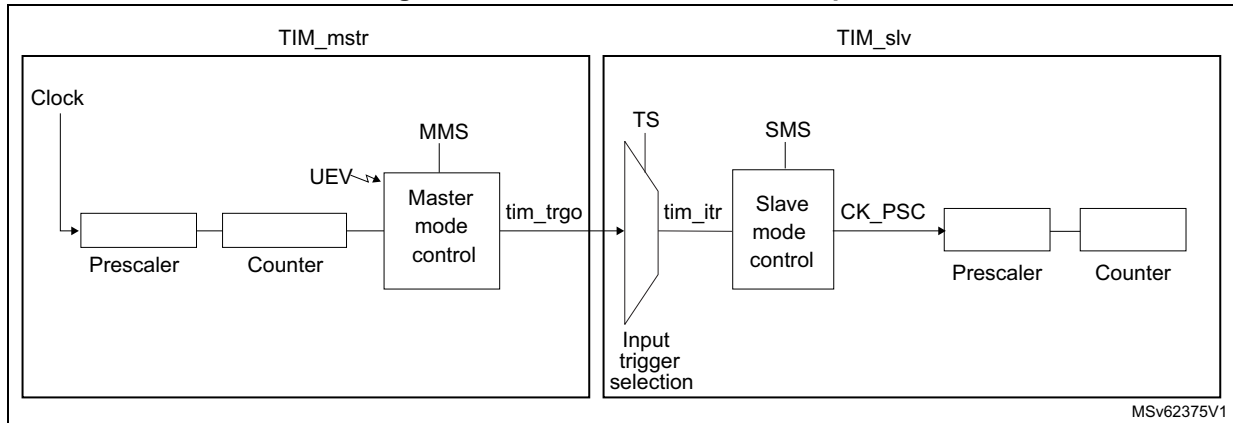 TIM_mstr
TIM_slv
Clock
MMS
UEV
Master
mode
control
tim_trgo
Prescaler
Counter
TS
tim_itr
Input
trigger
selection
SMS
Slave
mode
control
CK_PSC
Prescaler
Counter
MSv62375V1